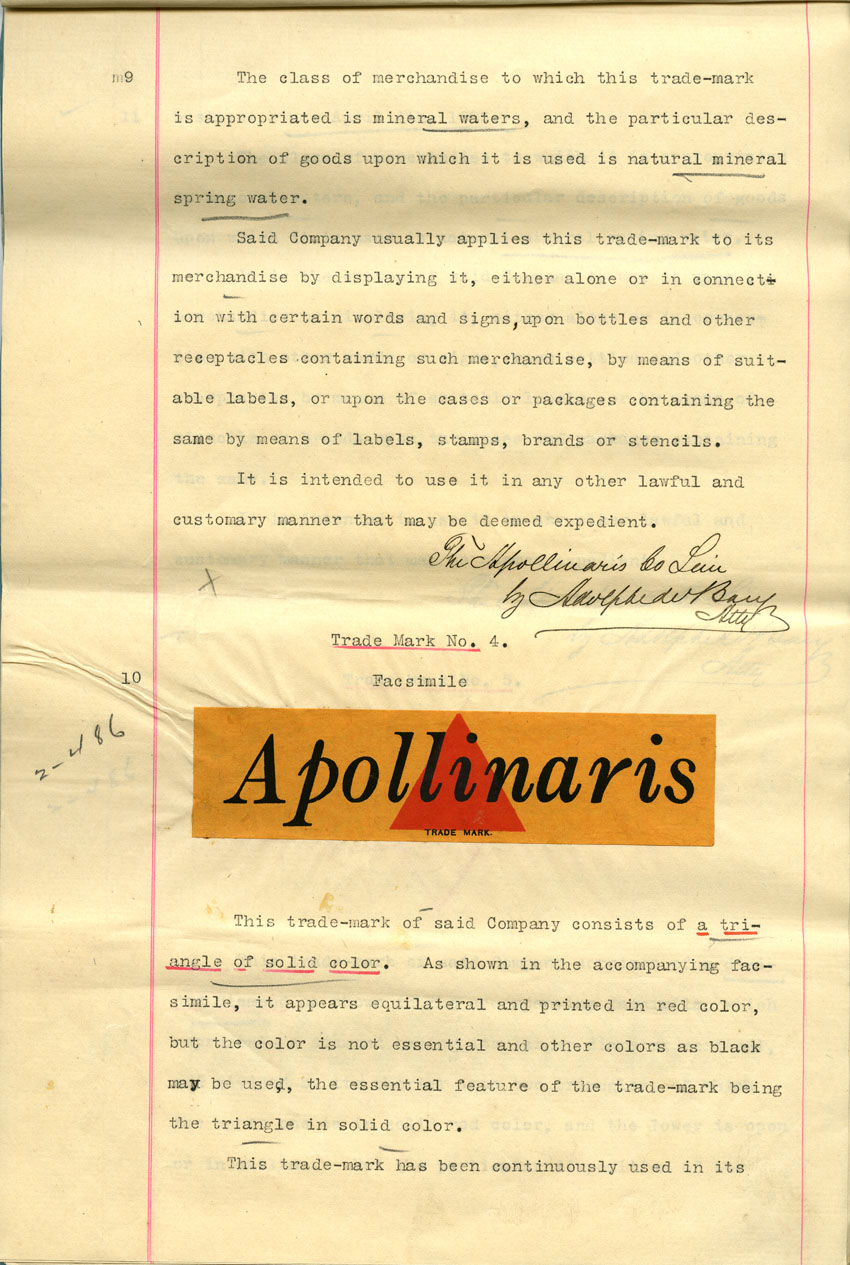 m9 The class of merchandise to which this trade-mark
is appropriated is mineral waters, and the particular des-
cription of goods upon which it is used is natural mineral
spring water.
Said Company usually applies this trade-mark to its
merchandise by displaying it, either alone or in connect-
ion with certain words and signs,upon bottles and other
receptacles containing such merchandise, by means of suit-
able labels, or upon the cases or packages containing the
same by means of labels, stamps, brands or stencils.
It is intended to use it in any other lawful and
customary manner that may be deemed expedient.
The Apollinaris Co Lim
by Adolphe de Bary
Atty
x
Trade Mark No. 4.
10 Facsimile
2-486
Apollinaris
TRADE MARK.
This trade-mark of said Company consists of a tri-
angle of solid color. As shown in the accompanying fac-
simile, it appears equilateral and printed in red color,
but the color is not essential and other colors as black
may be used, the essential feature of the trade-mark being
the triangle in solid color.
This trade-mark has been continuously used in its